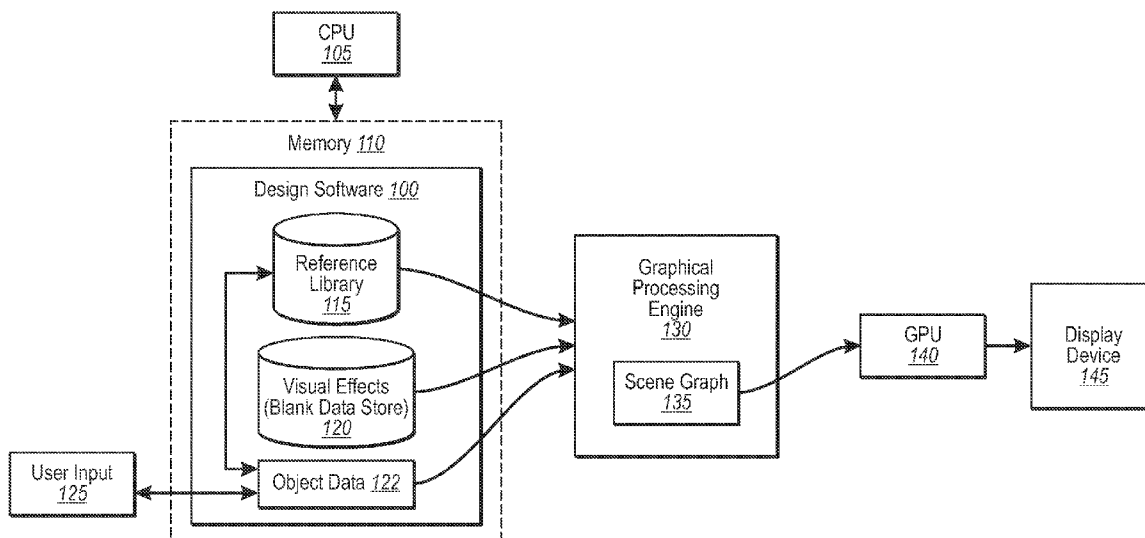 CPU
105
Memory 110
Design Software 100
Reference
Library
115
Visual Effects
(Blank Data Store)
120
Object Data 122
User Input
125
Graphical
Processing
Engine
130
Scene Graph
135
GPU
140
Display
Device
145